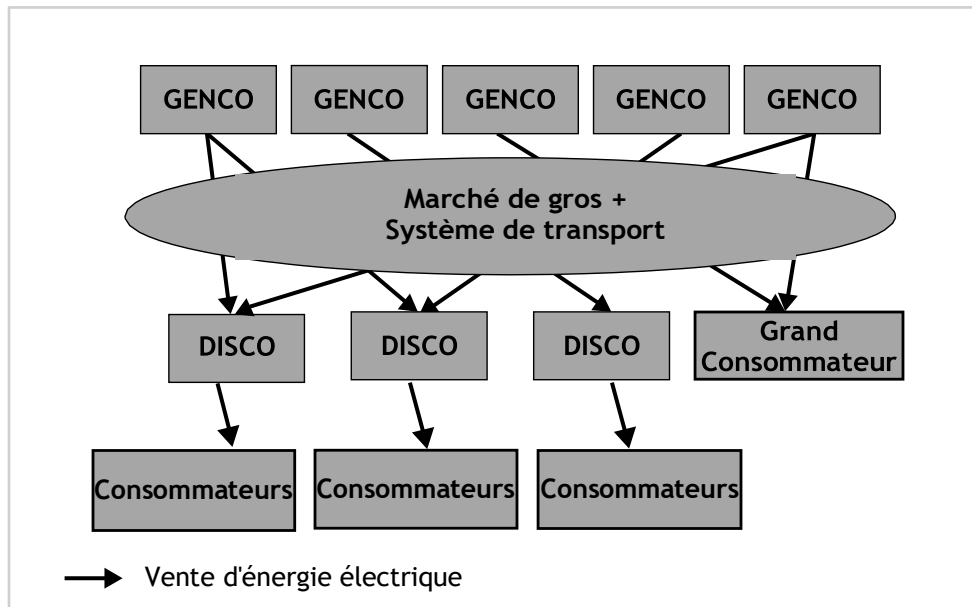 GENCO GENCO GENCO GENCO GENCO
Marché de gros +
Système de transport
DISCO DISCO DISCO Grand
Consommateur
Consommateurs Consommateurs Consommateurs
Vente d'énergie électrique